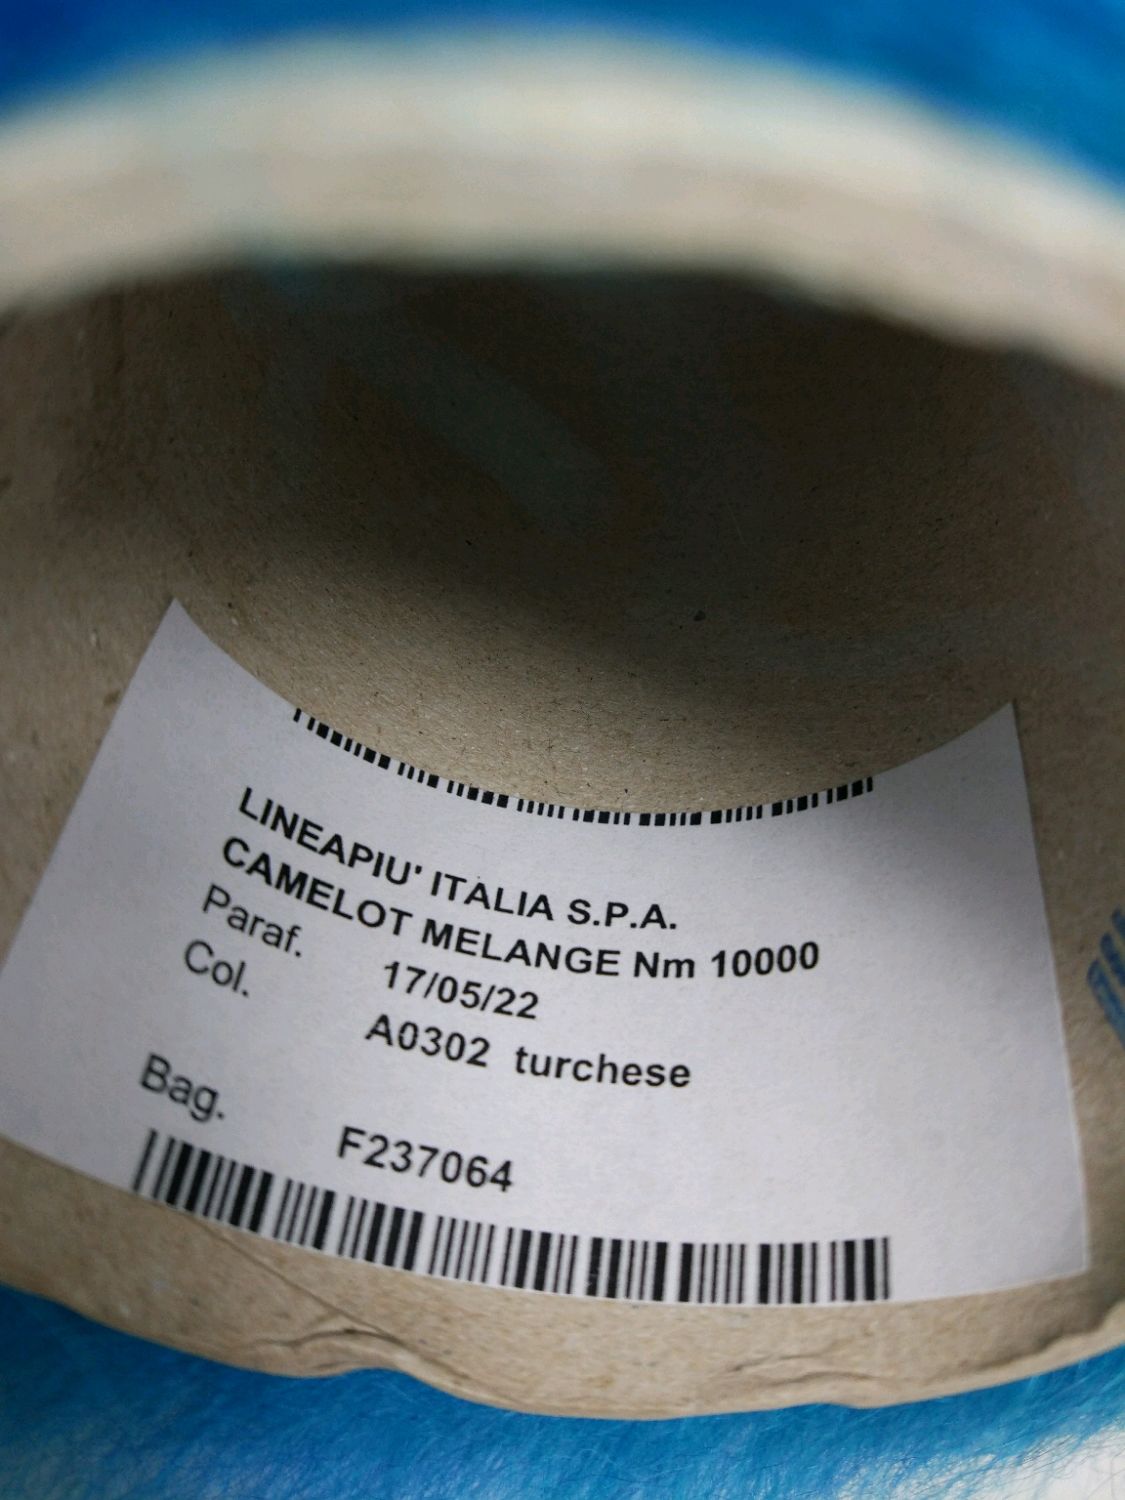 LINEAPIU' ITALIA S.P.A.
CAMELOT MELANGE Nm 10000
Paraf. 17/05/22
Col. A0302 turchese
Bag. F237064